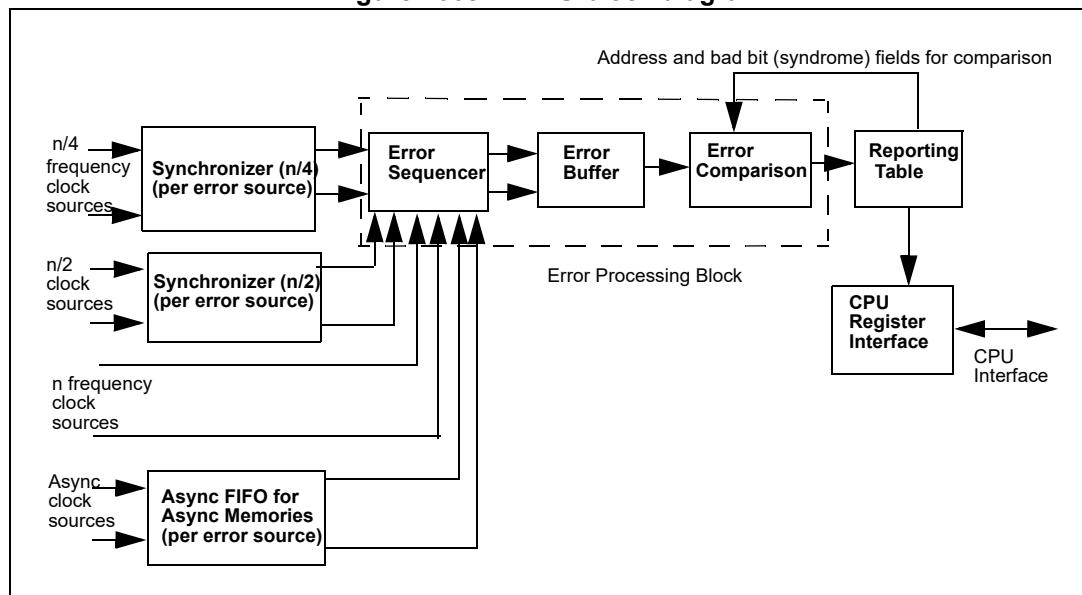 Address and bad bit (syndrome) fields for comparison
n/4
frequency
clock
sources
Synchronizer (n/4)
(per error source)
Error
Sequencer
Error
Buffer
Error
Comparison
Reporting
Table
n/2
clock
sources
Synchronizer (n/2)
(per error source)
Error Processing Block
CPU
Register
Interface
CPU
Interface
n frequency
clock
sources
Async
clock
sources
Async FIFO for
Async Memories
(per error source)